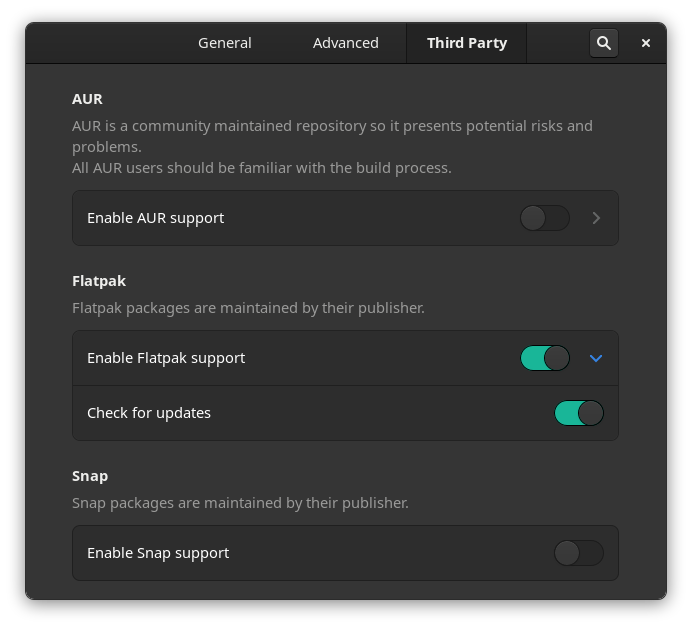 General Advanced Third Party
AUR
AUR is a community maintained repository so it presents potential risks and
problems.
All AUR users should be familiar with the build process.
Enable AUR support
Flatpak
Flatpak packages are maintained by their publisher.
Enable Flatpak support
Check for updates
Snap
Snap packages are maintained by their publisher.
Enable Snap support